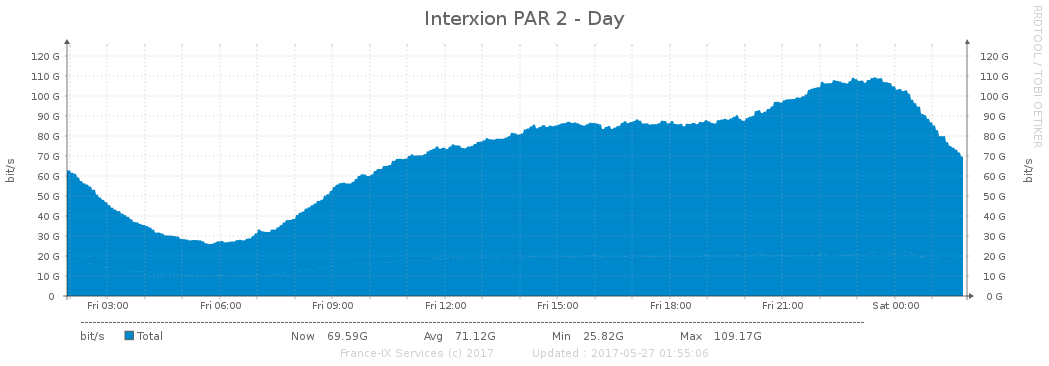 Interxion PAR 2 - Day
RRDTOOL / TOBI OETIKER
bit/s
120 G 120 G
110 G 110 G
100 G 100 G
90 G 90 G
80 G 80 G
70 G 70 G
60 G 60 G
50 G 50 G
40 G 40 G
30 G 30 G
20 G 20 G
10 G 10 G
0 0 G
bit/s
Fri 03:00 Fri 06:00 Fri 09:00 Fri 12:00 Fri 15:00 Fri 18:00 Fri 21:00 Sat 00:00
bit/s Total Now 69.59G Avg 71.12G Min 25.82G Max 109.17G
France-IX Services (c) 2017 Updated : 2017-05-27 01:55:06